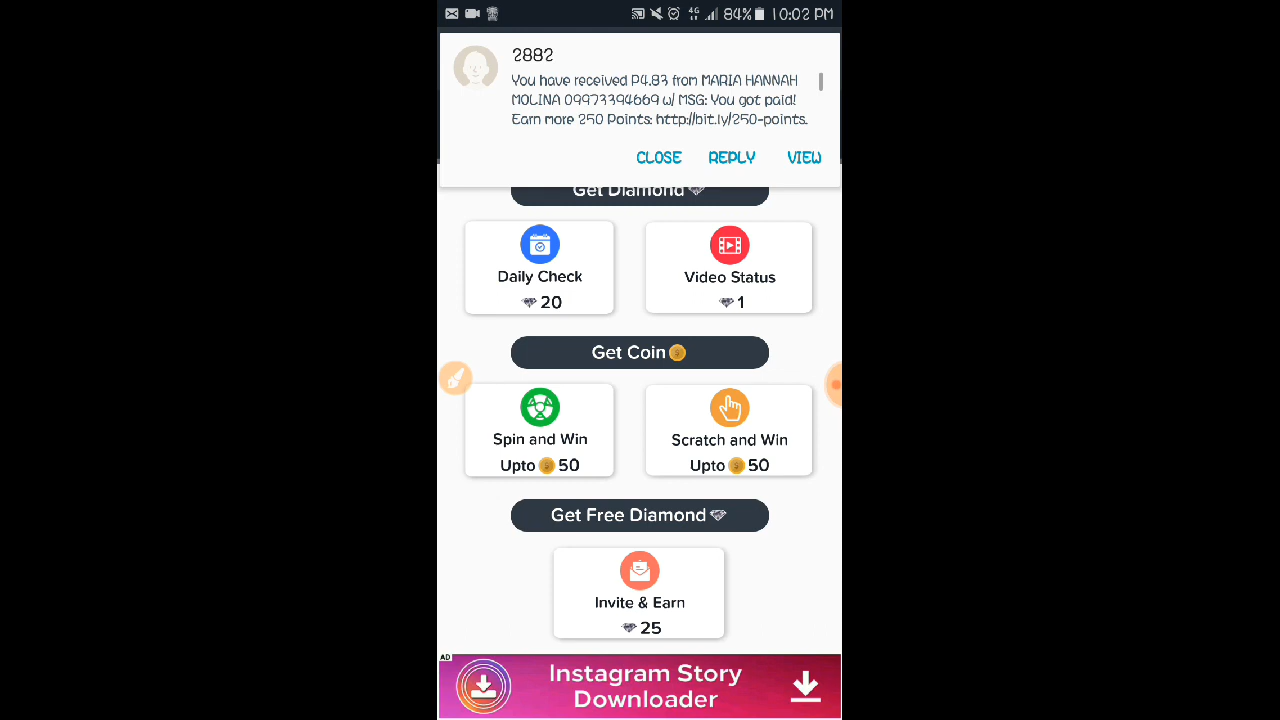 84% 10:02 PM
2882
You have received P4.83 from MARIA HANNAH
MOLINA 09973394669 w/ MSG: You got paid!
Earn more 250 Points: http://bit.ly/250-points.
CLOSE REPLY VIEW
Get Diamond
Daily Check
20
Video Status
1
Get Coin
Spin and Win
Upto 50
Scratch and Win
Upto 50
Get Free Diamond
Invite & Earn
25
AD
Instagram Story
Downloader